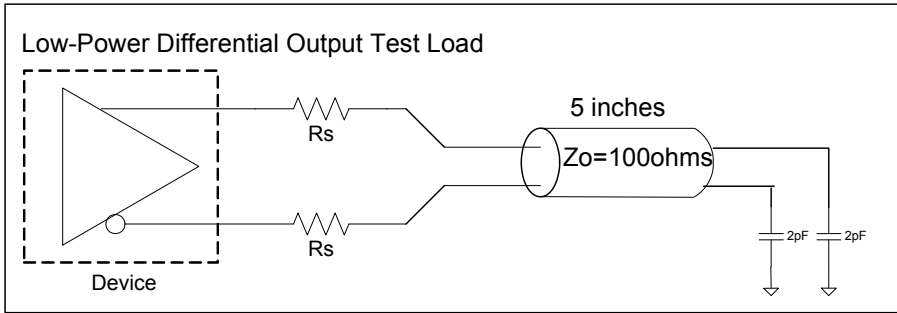 Low-Power Differential Output Test Load
Rs
5 inches
Zo=100ohms
Rs
2pF
2pF
Device